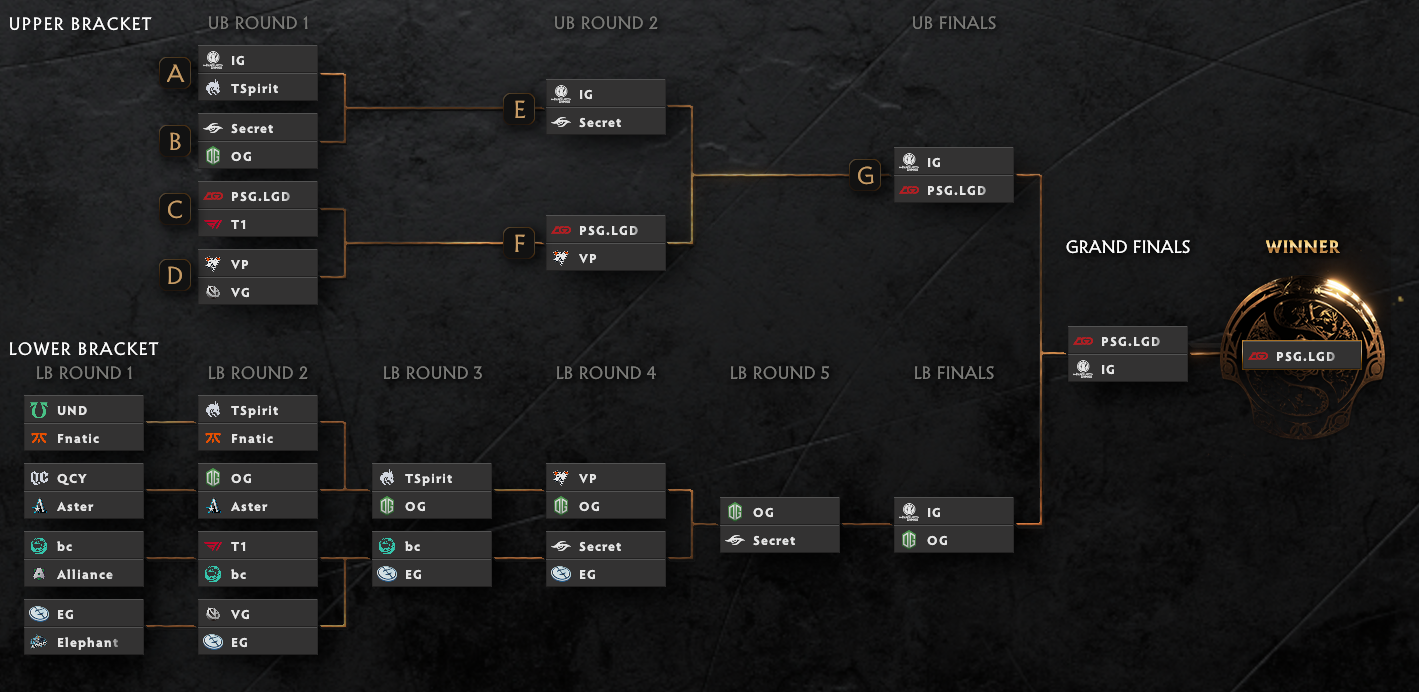 UPPER BRACKET
UB ROUND 1
UB ROUND 2
UB FINALS
A
IG
TSpirit
B
Secret
OG
C
PSG.LGD
T1
D
VP
VG
E
IG
Secret
F
PSG.LGD
VP
G
IG
PSG.LGD
GRAND FINALS
PSG.LGD
IG
WINNER
PSG.LGD
LOWER BRACKET
LB ROUND 1
LB ROUND 2
LB ROUND 3
LB ROUND 4
LB ROUND 5
LB FINALS
UND
Fnatic
QCY
Aster
bc
Alliance
EG
Elephant
TSpirit
Fnatic
OG
Aster
T1
bc
VG
EG
TSpirit
OG
bc
EG
VP
OG
Secret
EG
OG
Secret
IG
OG